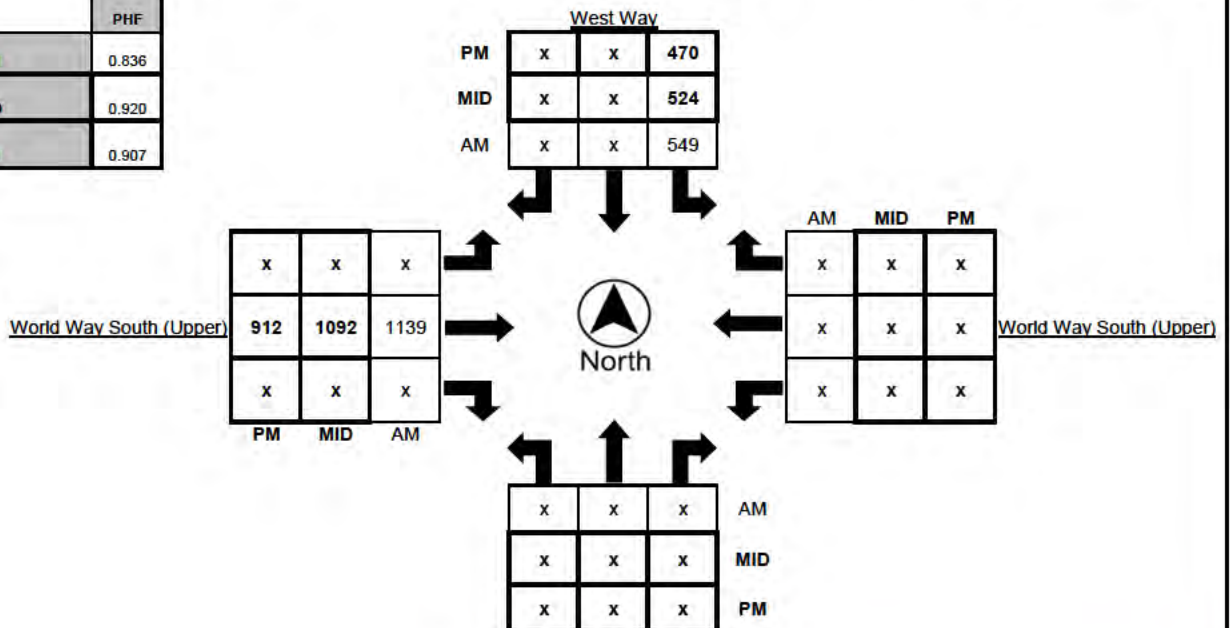 PHF
0.836
0.920
0.907
West Way
PM x x 470
MID x x 524
AM x x 549
AM MID PM
x x x
x x x
World Way South (Upper) 912 1092 1139
x x x World Way South (Upper)
North
x x x
x x x
PM MID AM
x x x AM
x x x MID
x x x PM